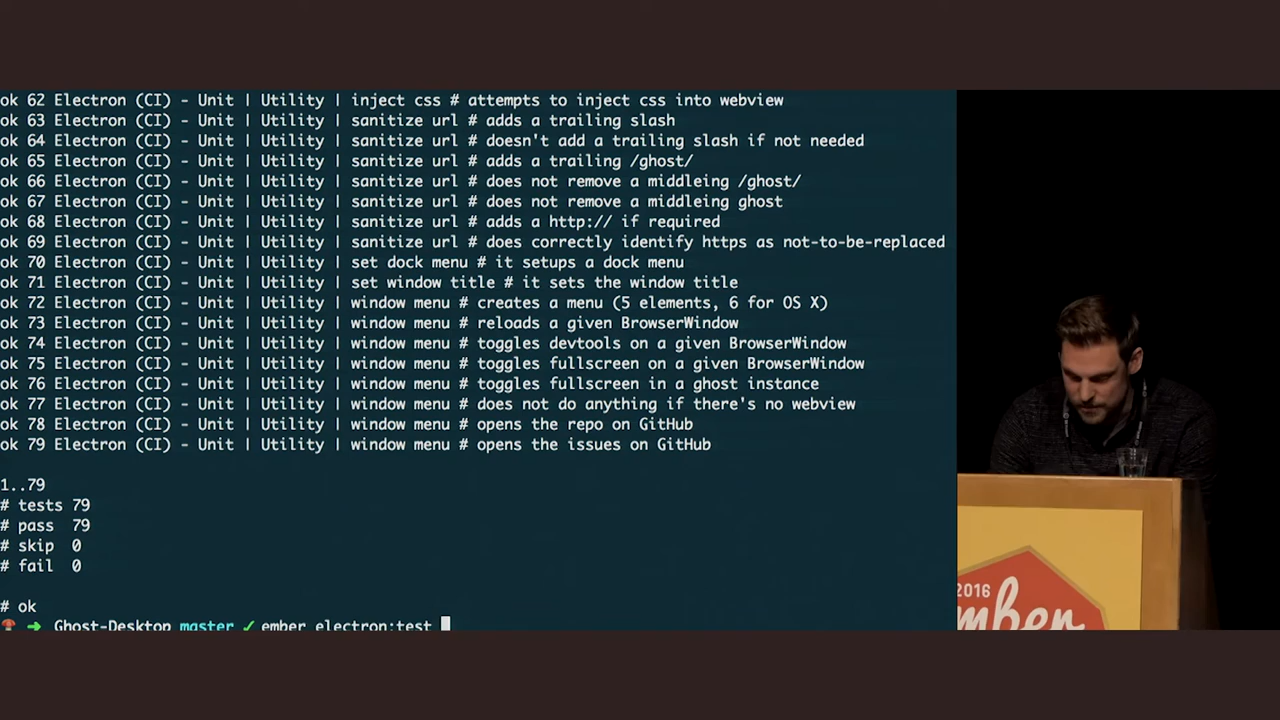 ok 62 Electron (CI) - Unit | Utility | inject css # attempts to inject css into webview
ok 63 Electron (CI) - Unit | Utility | sanitize url # adds a trailing slash
ok 64 Electron (CI) - Unit | Utility | sanitize url # doesn't add a trailing slash if not needed
ok 65 Electron (CI) - Unit | Utility | sanitize url # adds a trailing /ghost/
ok 66 Electron (CI) - Unit | Utility | sanitize url # does not remove a middleing /ghost/
ok 67 Electron (CI) - Unit | Utility | sanitize url # does not remove a middleing ghost
ok 68 Electron (CI) - Unit | Utility | sanitize url # adds a http:// if required
ok 69 Electron (CI) - Unit | Utility | sanitize url # does correctly identify https as not-to-be-replaced
ok 70 Electron (CI) - Unit | Utility | set dock menu # it setups a dock menu
ok 71 Electron (CI) - Unit | Utility | set window title # it sets the window title
ok 72 Electron (CI) - Unit | Utility | window menu # creates a menu (5 elements, 6 for OS X)
ok 73 Electron (CI) - Unit | Utility | window menu # reloads a given BrowserWindow
ok 74 Electron (CI) - Unit | Utility | window menu # toggles devtools on a given BrowserWindow
ok 75 Electron (CI) - Unit | Utility | window menu # toggles fullscreen on a given BrowserWindow
ok 76 Electron (CI) - Unit | Utility | window menu # toggles fullscreen in a ghost instance
ok 77 Electron (CI) - Unit | Utility | window menu # does not do anything if there's no webview
ok 78 Electron (CI) - Unit | Utility | window menu # opens the repo on GitHub
ok 79 Electron (CI) - Unit | Utility | window menu # opens the issues on GitHub
1..79
# tests 79
# pass 79
# skip 0
# fail 0
# ok
Ghost-Desktop master ✓ ember electron:test
2016
mber